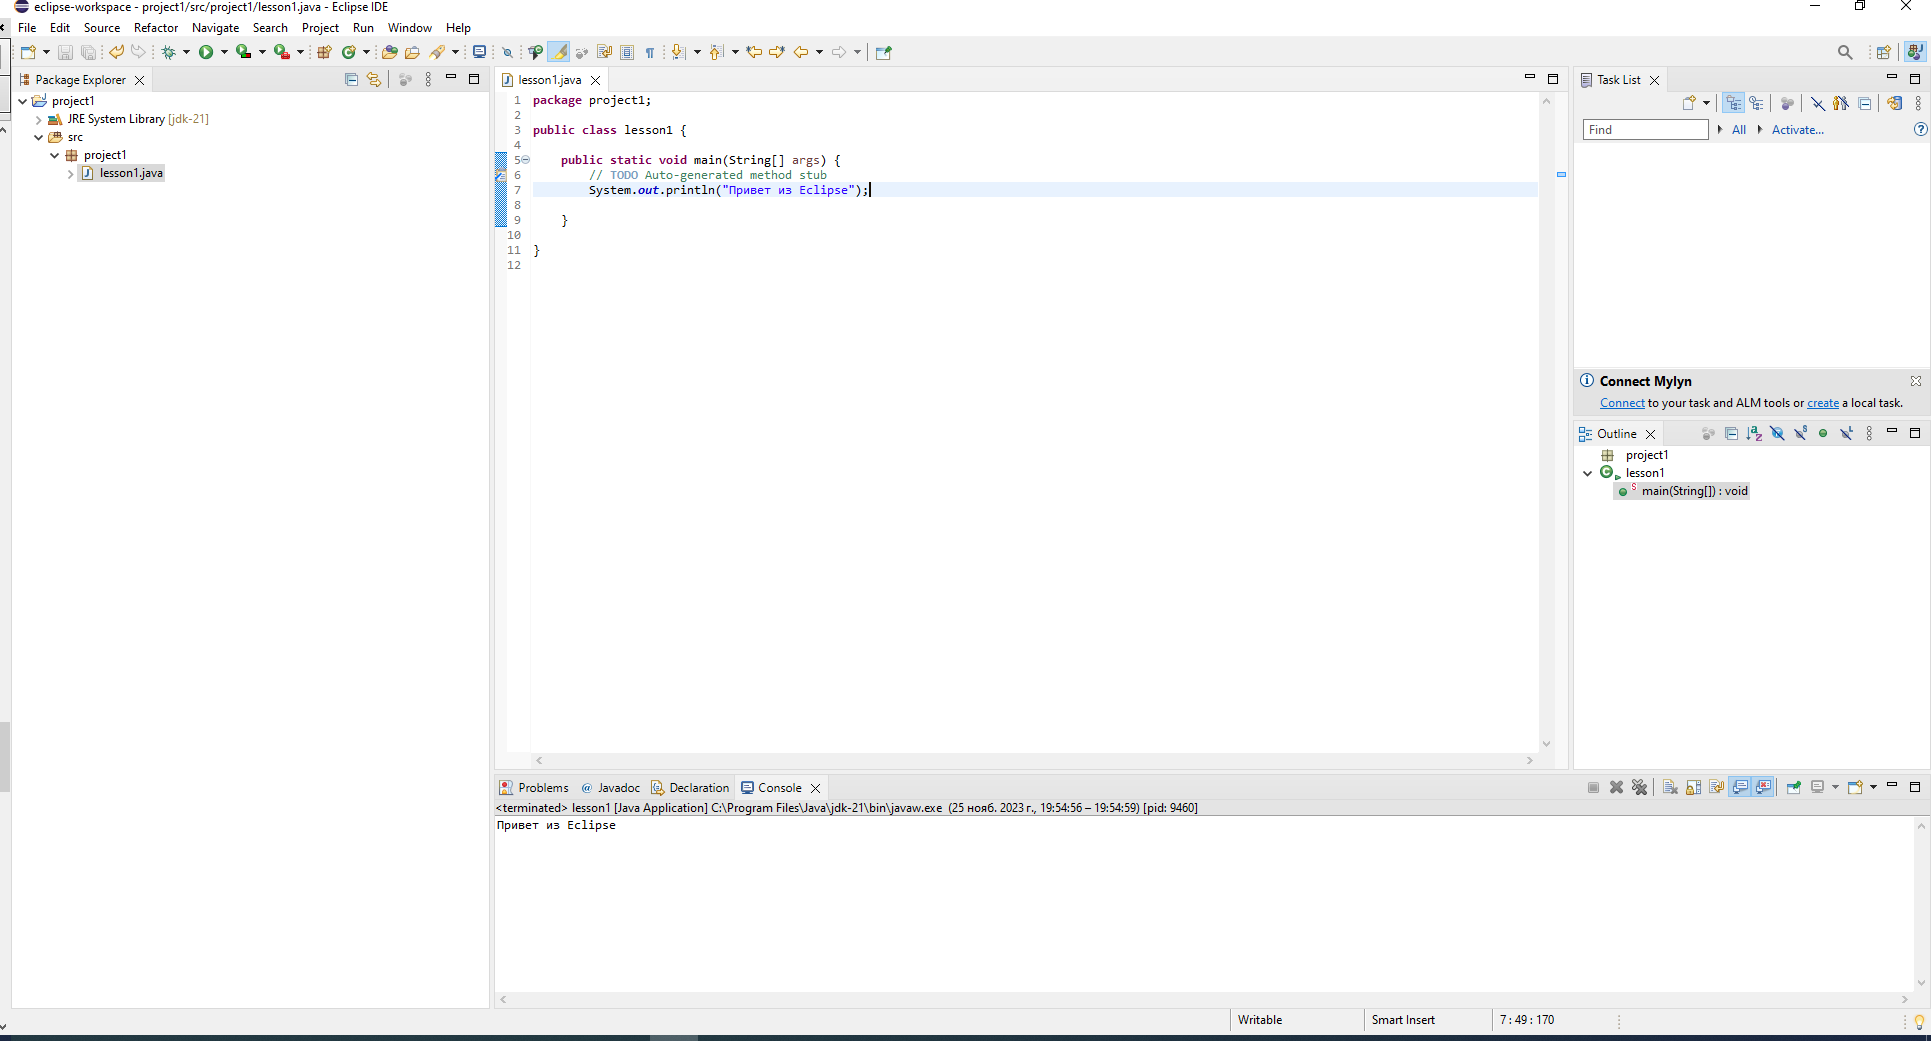 eclipse-workspace - project1/src/project1/lesson1.java - Eclipse IDE
File Edit Source Refactor Navigate Search Project Run Window Help
Package Explorer
project1
JRE System Library [jdk-21]
src
project1
lesson1.java
lesson1.java
1 package project1;
2
3 public class lesson1 {
4
5 public static void main(String[] args) {
6 // TODO Auto-generated method stub
7 System.out.println("Привет из Eclipse");
8
9 }
10
11 }
12
Task List
Find All Activate...
Connect Mylyn
Connect to your task and ALM tools or create a local task.
Outline
project1
lesson1
main(String[]) : void
Problems @ Javadoc Declaration Console
<terminated> lesson1 [Java Application] C:\Program Files\Java\jdk-21\bin\javaw.exe (25 нояб. 2023 г., 19:54:56 – 19:54:59) [pid: 9460]
Привет из Eclipse
Writable Smart Insert 7 : 49 : 170